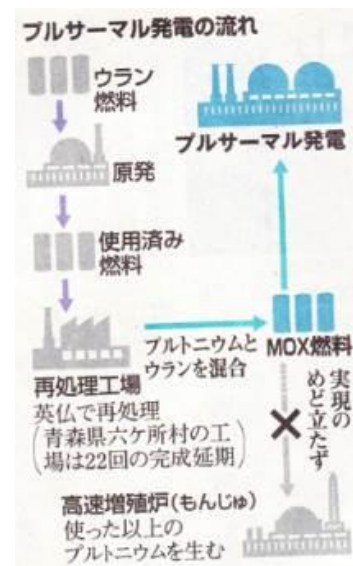 プルサーマル発電の流れ
ウラン
燃料
原発
使用済み
燃料
再処理工場
英仏で再処理
(青森県六ケ所村の工
場は22回の完成延期)
プルトニウムと
ウランを混合
MOX燃料
プルサーマル発電
実現の
めど立たず
高速増殖炉(もんじゅ)
使った以上の
プルトニウムを生む